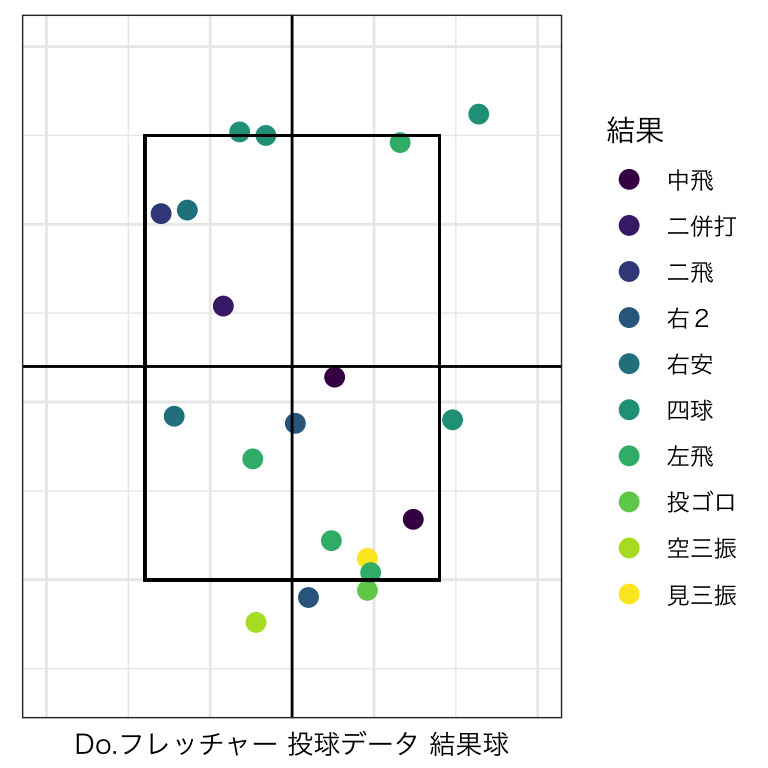 結果
中飛
二併打
二飛
右２
右安
四球
左飛
投ゴロ
空三振
見三振
Do.フレッチャー 投球データ 結果球